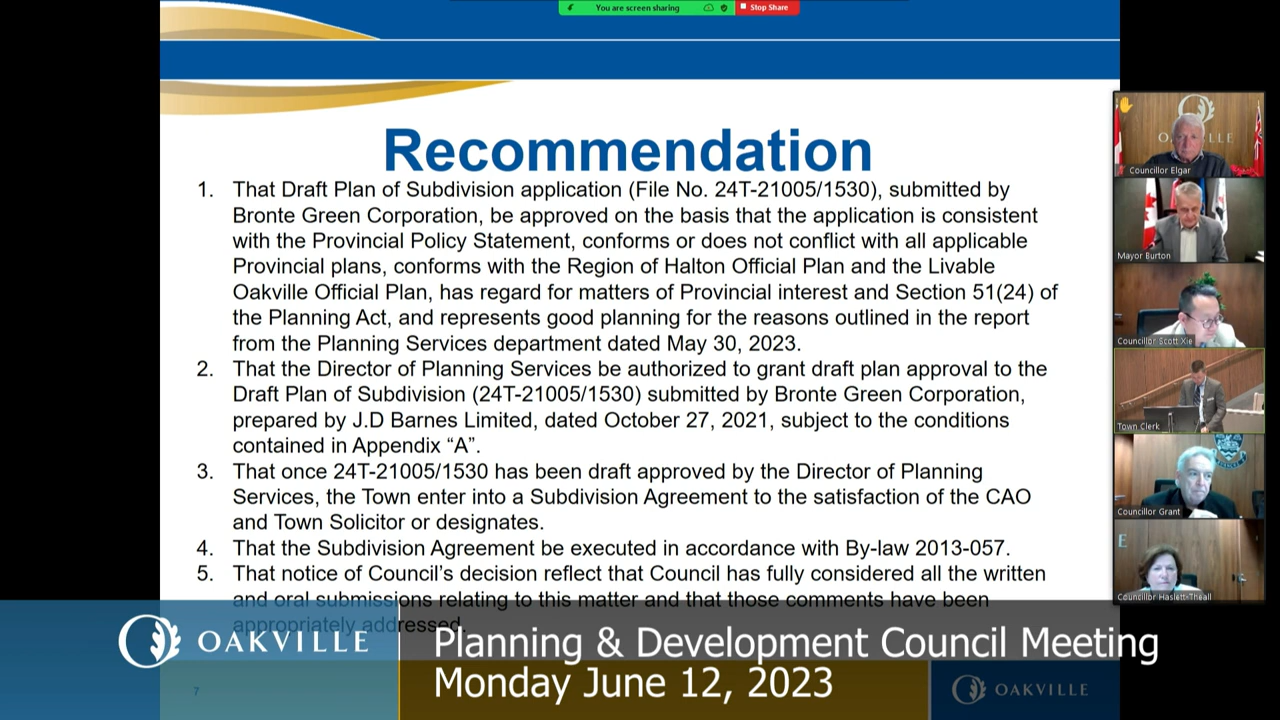 You are screen sharing
Stop Share
Recommendation
1. That Draft Plan of Subdivision application (File No. 24T-21005/1530), submitted by
Bronte Green Corporation, be approved on the basis that the application is consistent
with the Provincial Policy Statement, conforms or does not conflict with all applicable
Provincial plans, conforms with the Region of Halton Official Plan and the Livable
Oakville Official Plan, has regard for matters of Provincial interest and Section 51(24) of
the Planning Act, and represents good planning for the reasons outlined in the report
from the Planning Services department dated May 30, 2023.
2. That the Director of Planning Services be authorized to grant draft plan approval to the
Draft Plan of Subdivision (24T-21005/1530) submitted by Bronte Green Corporation,
prepared by J.D Barnes Limited, dated October 27, 2021, subject to the conditions
contained in Appendix “A”.
3. That once 24T-21005/1530 has been draft approved by the Director of Planning
Services, the Town enter into a Subdivision Agreement to the satisfaction of the CAO
and Town Solicitor or designates.
4. That the Subdivision Agreement be executed in accordance with By-law 2013-057.
5. That notice of Council’s decision reflect that Council has fully considered all the written
and oral submissions relating to this matter and that those comments have been
appropriately addressed.
Councillor Elgar
Mayor Burton
Councillor Scott Xie
Town Clerk
Councillor Grant
E
Councillor Haslett-Theall
OAKVILLE
Planning & Development Council Meeting
Monday June 12, 2023
7
OAKVILLE